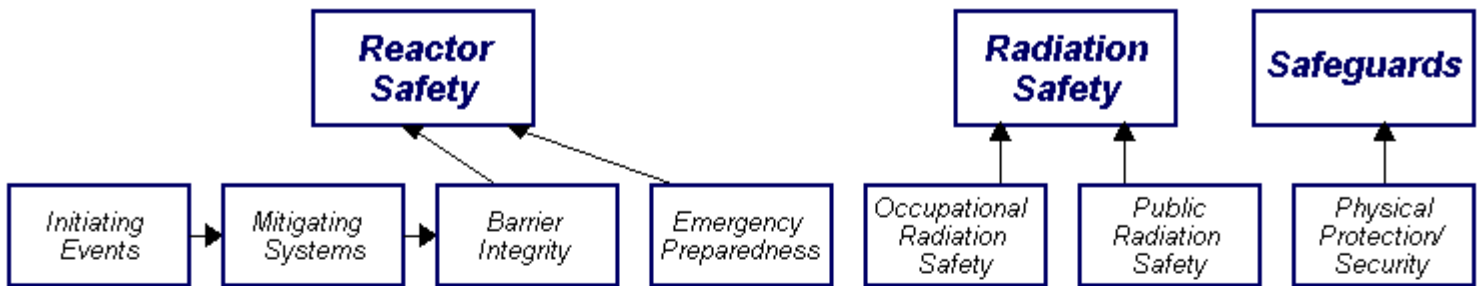 Reactor
Safety
Radiation
Safety
Safeguards
Initiating
Events
Mitigating
Systems
Barrier
Integrity
Emergency
Preparedness
Occupational
Radiation
Safety
Public
Radiation
Safety
Physical
Protection/
Security